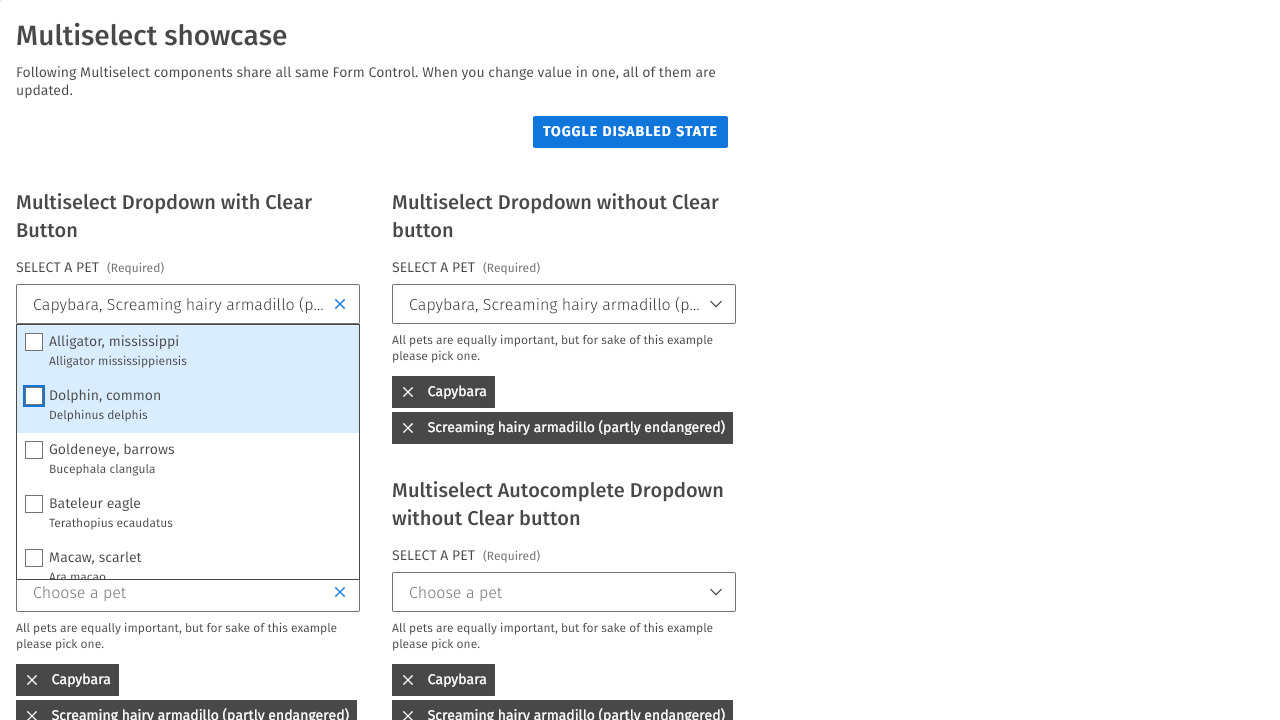 Multiselect showcase
Following Multiselect components share all same Form Control. When you change value in one, all of them are
updated.
TOGGLE DISABLED STATE
Multiselect Dropdown with Clear
Button
SELECT A PET (Required)
Capybara, Screaming hairy armadillo (p...
Alligator, mississippi
Alligator mississippiensis
Dolphin, common
Delphinus delphis
Goldeneye, barrows
Bucephala clangula
Bateleur eagle
Terathopius ecaudatus
Macaw, scarlet
Ara macao
Choose a pet
All pets are equally important, but for sake of this example
please pick one.
Capybara
Screaming hairy armadillo (partly endangered)
Multiselect Dropdown without Clear
button
SELECT A PET (Required)
Capybara, Screaming hairy armadillo (p...
All pets are equally important, but for sake of this example
please pick one.
Capybara
Screaming hairy armadillo (partly endangered)
Multiselect Autocomplete Dropdown
without Clear button
SELECT A PET (Required)
Choose a pet
All pets are equally important, but for sake of this example
please pick one.
Capybara
Screaming hairy armadillo (partly endangered)